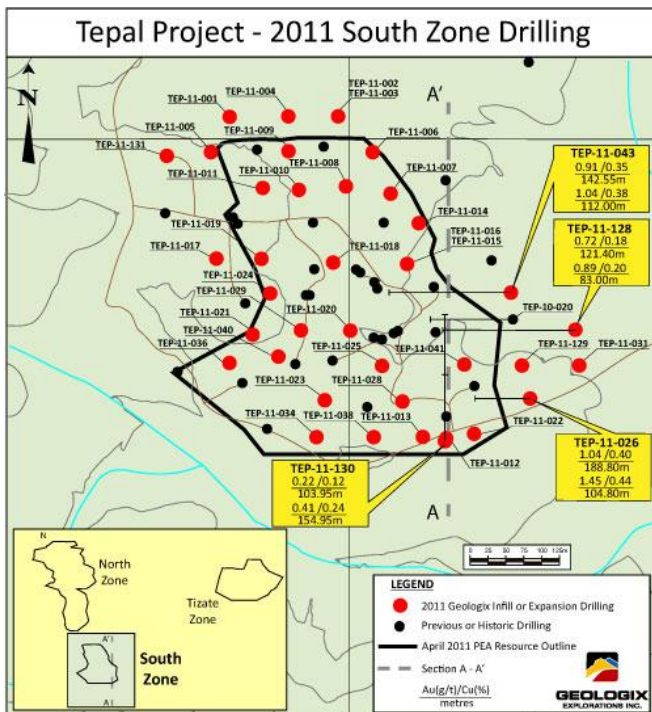 Tepal Project - 2011 South Zone Drilling
N
A'
TEP-11-001
TEP-11-004
TEP-11-002
TEP-11-003
TEP-11-005
TEP-11-009
TEP-11-006
TEP-11-131
TEP-11-008
TEP-11-010
TEP-11-011
TEP-11-007
TEP-11-043
0.91 /0.35
142.55m
1.04 /0.38
112.00m
TEP-11-019
TEP-11-014
TEP-11-016
TEP-11-015
TEP-11-128
0.72 /0.18
121.40m
0.89 /0.20
83.00m
TEP-11-017
TEP-11-018
TEP-11-024
TEP-11-029
TEP-11-020
TEP-10-020
TEP-11-021
TEP-11-040
TEP-11-025
TEP-11-041
TEP-11-129
TEP-11-031
TEP-11-036
TEP-11-023
TEP-11-028
TEP-11-034
TEP-11-038
TEP-11-013
TEP-11-022
TEP-11-012
TEP-11-026
1.04 /0.40
188.80m
1.45 /0.44
104.80m
TEP-11-130
0.22 /0.12
103.95m
0.41 /0.24
154.95m
A
0 25 50 75 100 125m
N
North
Zone
Tizate
Zone
A'
South
Zone
A
LEGEND
2011 Geologix Infill or Expansion Drilling
Previous or Historic Drilling
April 2011 PEA Resource Outline
Section A - A'
Au(g/t)/Cu(%)
metres
GEOLOGIX
EXPLORATIONS INC.